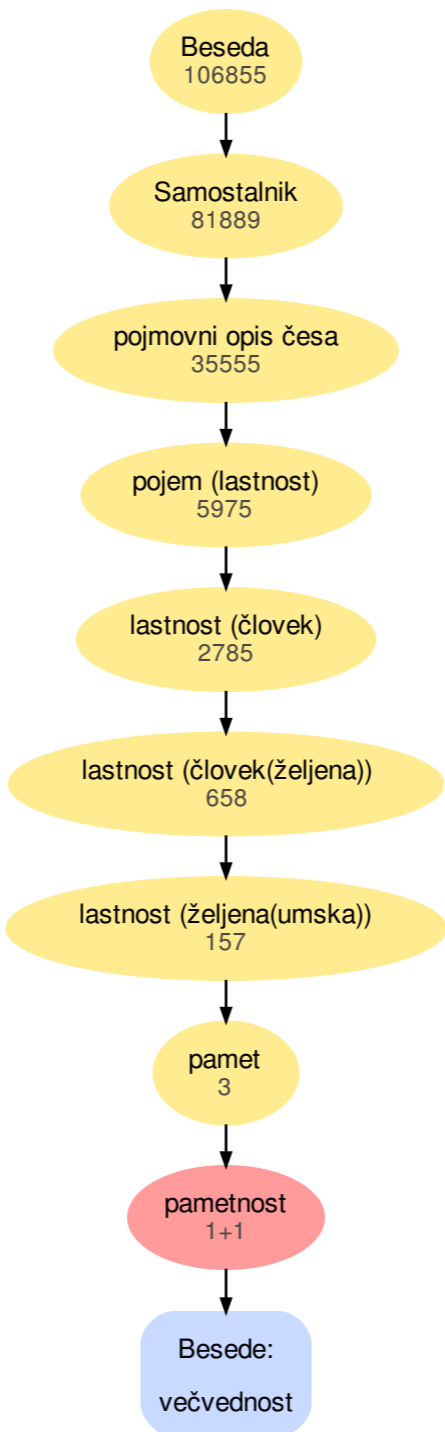 Beseda
106855
Samostalnik
81889
pojmovni opis česa
35555
pojem (lastnost)
5975
lastnost (človek)
2785
lastnost (človek(željena))
658
lastnost (željena(umska))
157
pamet
3
pametnost
1+1
Besede:
večvednost